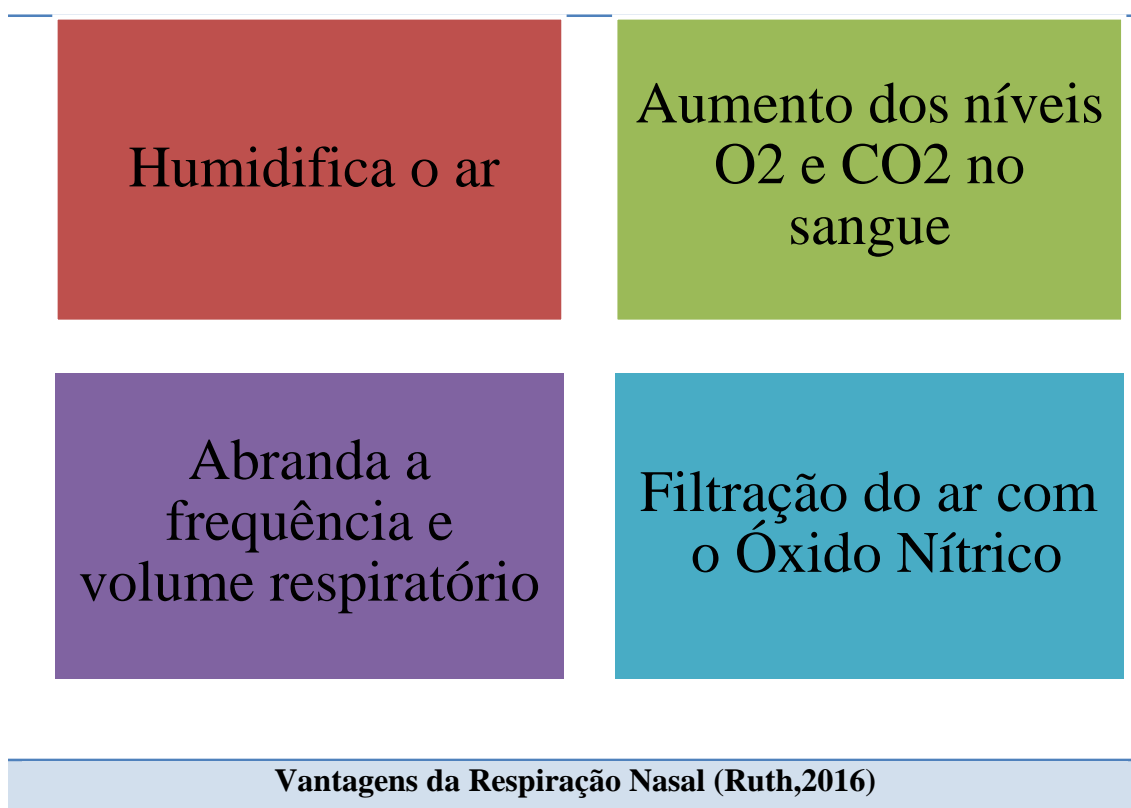 Humidifica o ar
Aumento dos níveis
O2 e CO2 no
sangue
Abranda a
frequência e
volume respiratório
Filtração do ar com
o Óxido Nítrico
Vantagens da Respiração Nasal (Ruth,2016)